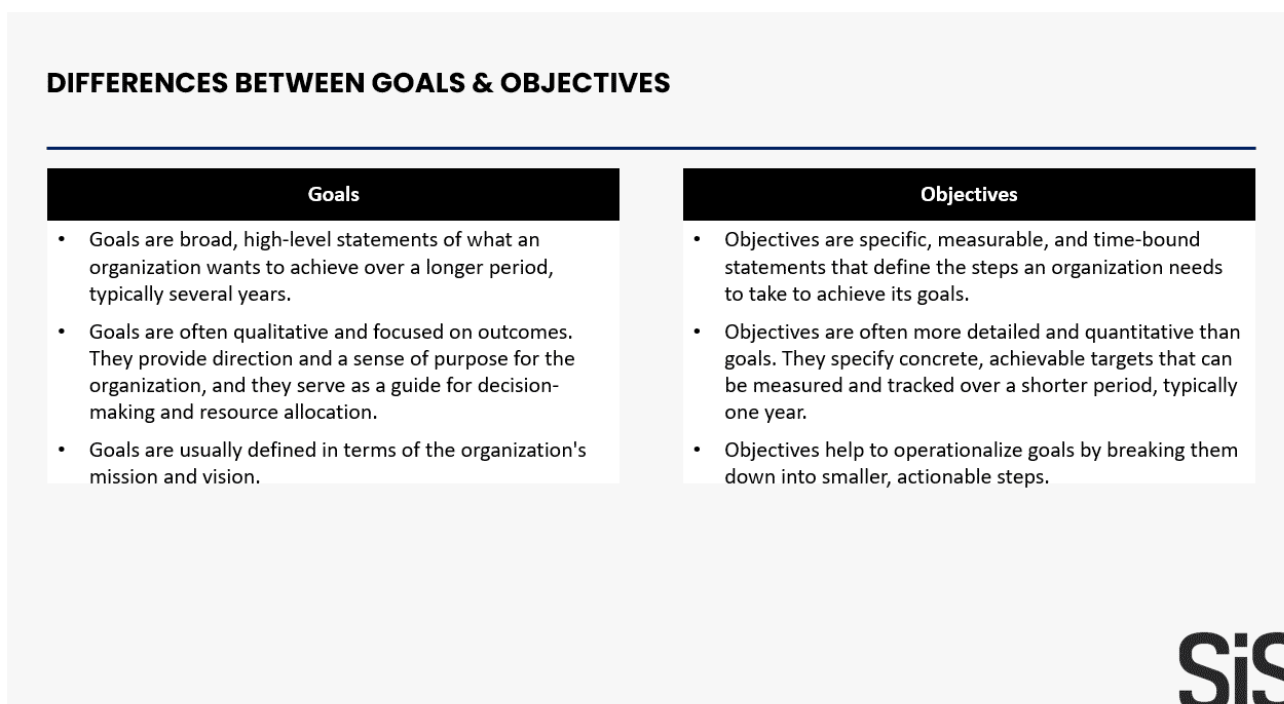 DIFFERENCES BETWEEN GOALS & OBJECTIVES
Goals
• Goals are broad, high-level statements of what an
organization wants to achieve over a longer period,
typically several years.
• Goals are often qualitative and focused on outcomes.
They provide direction and a sense of purpose for the
organization, and they serve as a guide for decision-
making and resource allocation.
• Goals are usually defined in terms of the organization's
mission and vision.
Objectives
• Objectives are specific, measurable, and time-bound
statements that define the steps an organization needs
to take to achieve its goals.
• Objectives are often more detailed and quantitative than
goals. They specify concrete, achievable targets that can
be measured and tracked over a shorter period, typically
one year.
• Objectives help to operationalize goals by breaking them
down into smaller, actionable steps.
SiS